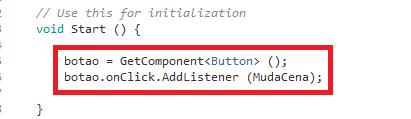 // Use this for initialization
void Start () {
botao = GetComponent<Button> ();
botao.onClick.AddListener (MudaCena);
}